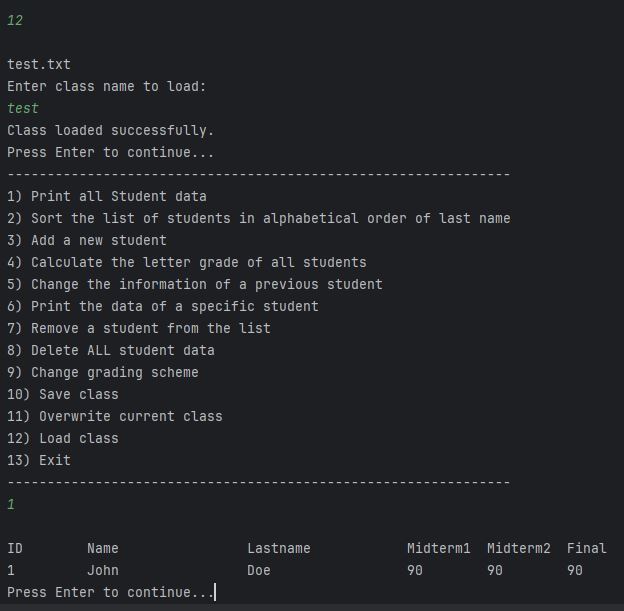 12
test.txt
Enter class name to load:
test
Class loaded successfully.
Press Enter to continue...
---------------------------------------------------------------
1) Print all Student data
2) Sort the list of students in alphabetical order of last name
3) Add a new student
4) Calculate the letter grade of all students
5) Change the information of a previous student
6) Print the data of a specific student
7) Remove a student from the list
8) Delete ALL student data
9) Change grading scheme
10) Save class
11) Overwrite current class
12) Load class
13) Exit
---------------------------------------------------------------
1
ID        Name                Lastname            Midterm1  Midterm2  Final
1         John                Doe                 90        90        90
Press Enter to continue...